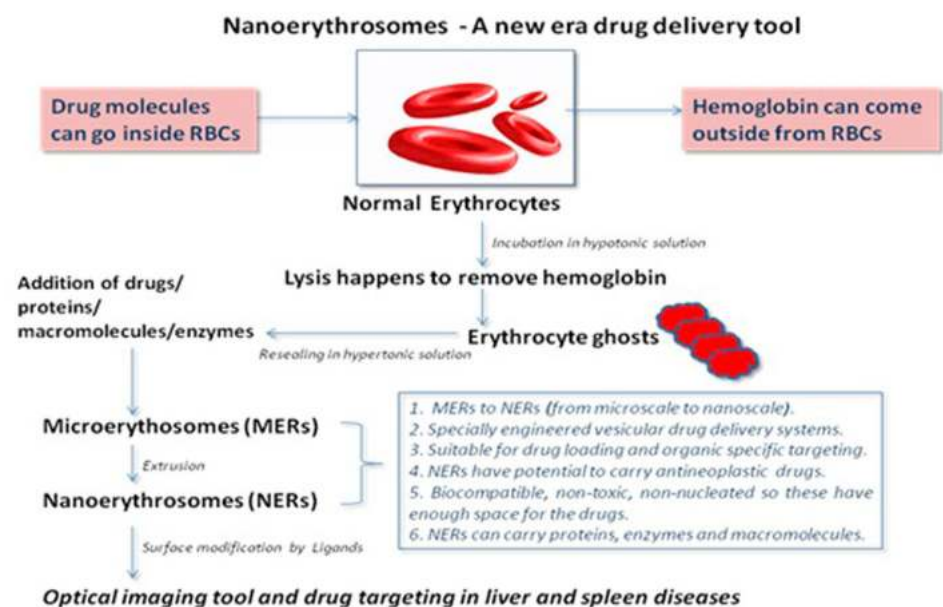 Nanoerythrosomes - A new era drug delivery tool
Drug molecules
can go inside RBCs
Hemoglobin can come
outside from RBCs
Normal Erythrocytes
Incubation in hypotonic solution
Lysis happens to remove hemoglobin
Addition of drugs/
proteins/
macromolecules/enzymes
Erythrocyte ghosts
Resealing in hypertonic solution
Microerythosomes (MERs)
Extrusion
Nanoerythrosomes (NERs)
1. MERs to NERs (from microscale to nanoscale).
2. Specially engineered vesicular drug delivery systems.
3. Suitable for drug loading and organic specific targeting.
4. NERs have potential to carry antineoplastic drugs.
5. Biocompatible, non-toxic, non-nucleated so these have
enough space for the drugs.
6. NERs can carry proteins, enzymes and macromolecules.
Surface modification by Ligands
Optical imaging tool and drug targeting in liver and spleen diseases